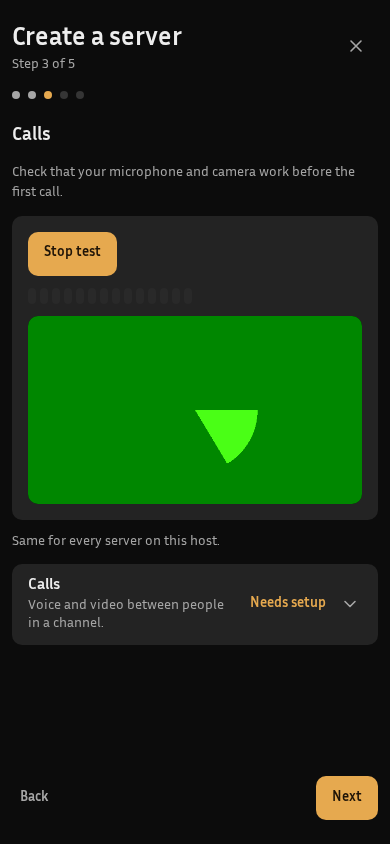 Create a server
Step 3 of 5
Calls
Check that your microphone and camera work before the
first call.
Stop test
Same for every server on this host.
Calls
Voice and video between people
in a channel.
Needs setup
Back
Next